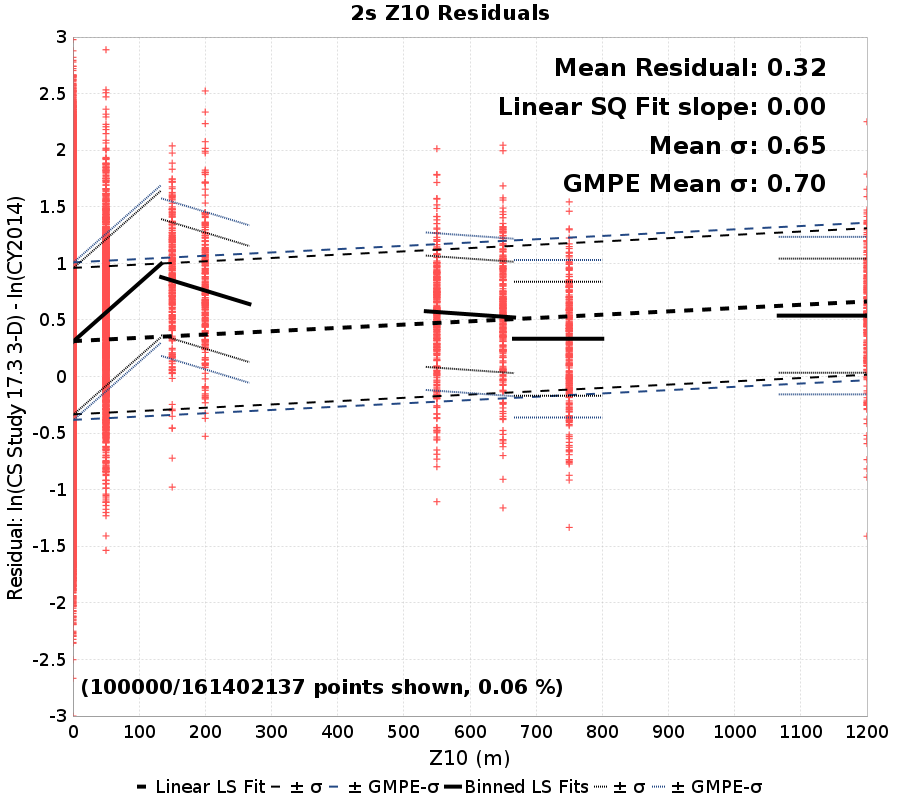 2s Z10 Residuals
Mean Residual: 0.32
Linear SQ Fit slope: 0.00
Mean σ: 0.65
GMPE Mean σ: 0.70
Residual: ln(CS Study 17.3 3-D) - ln(CY2014)
3
2.5
2
1.5
1
0.5
0
-0.5
-1
-1.5
-2
-2.5
-3
(100000/161402137 points shown, 0.06 %)
0 100 200 300 400 500 600 700 800 900 1000 1100 1200
Z10 (m)
Linear LS Fit ± σ ± GMPE-σ Binned LS Fits ± σ ± GMPE-σ